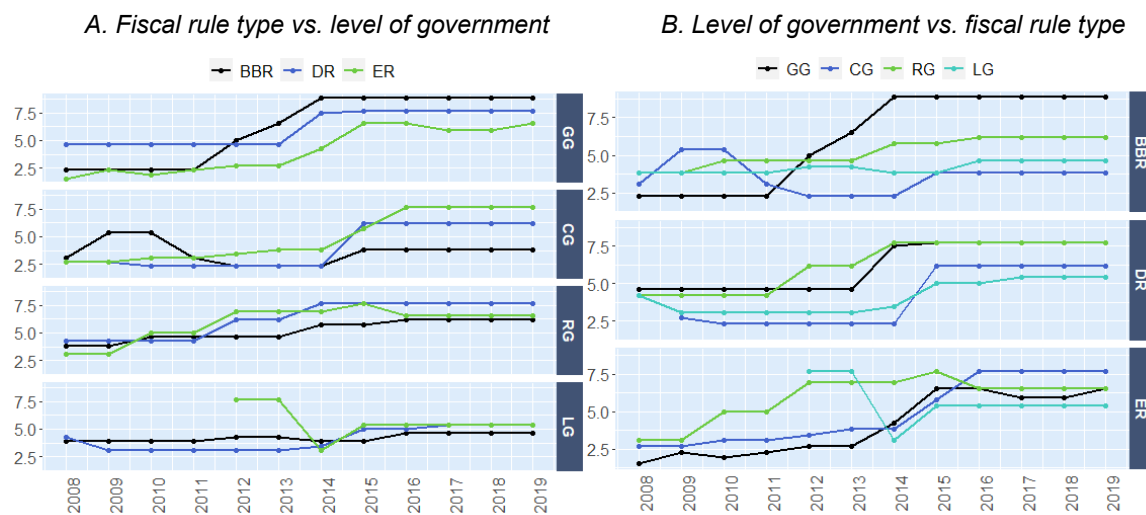 A. Fiscal rule type vs. level of government
BBR DR ER
7.5
5.0
2.5
GG
7.5
5.0
2.5
CG
7.5
5.0
2.5
RG
7.5
5.0
2.5
LG
2008 2009 2010 2011 2012 2013 2014 2015 2016 2017 2018 2019
B. Level of government vs. fiscal rule type
GG CG RG LG
7.5
5.0
2.5
BBR
7.5
5.0
2.5
DR
7.5
5.0
2.5
ER
2008 2009 2010 2011 2012 2013 2014 2015 2016 2017 2018 2019